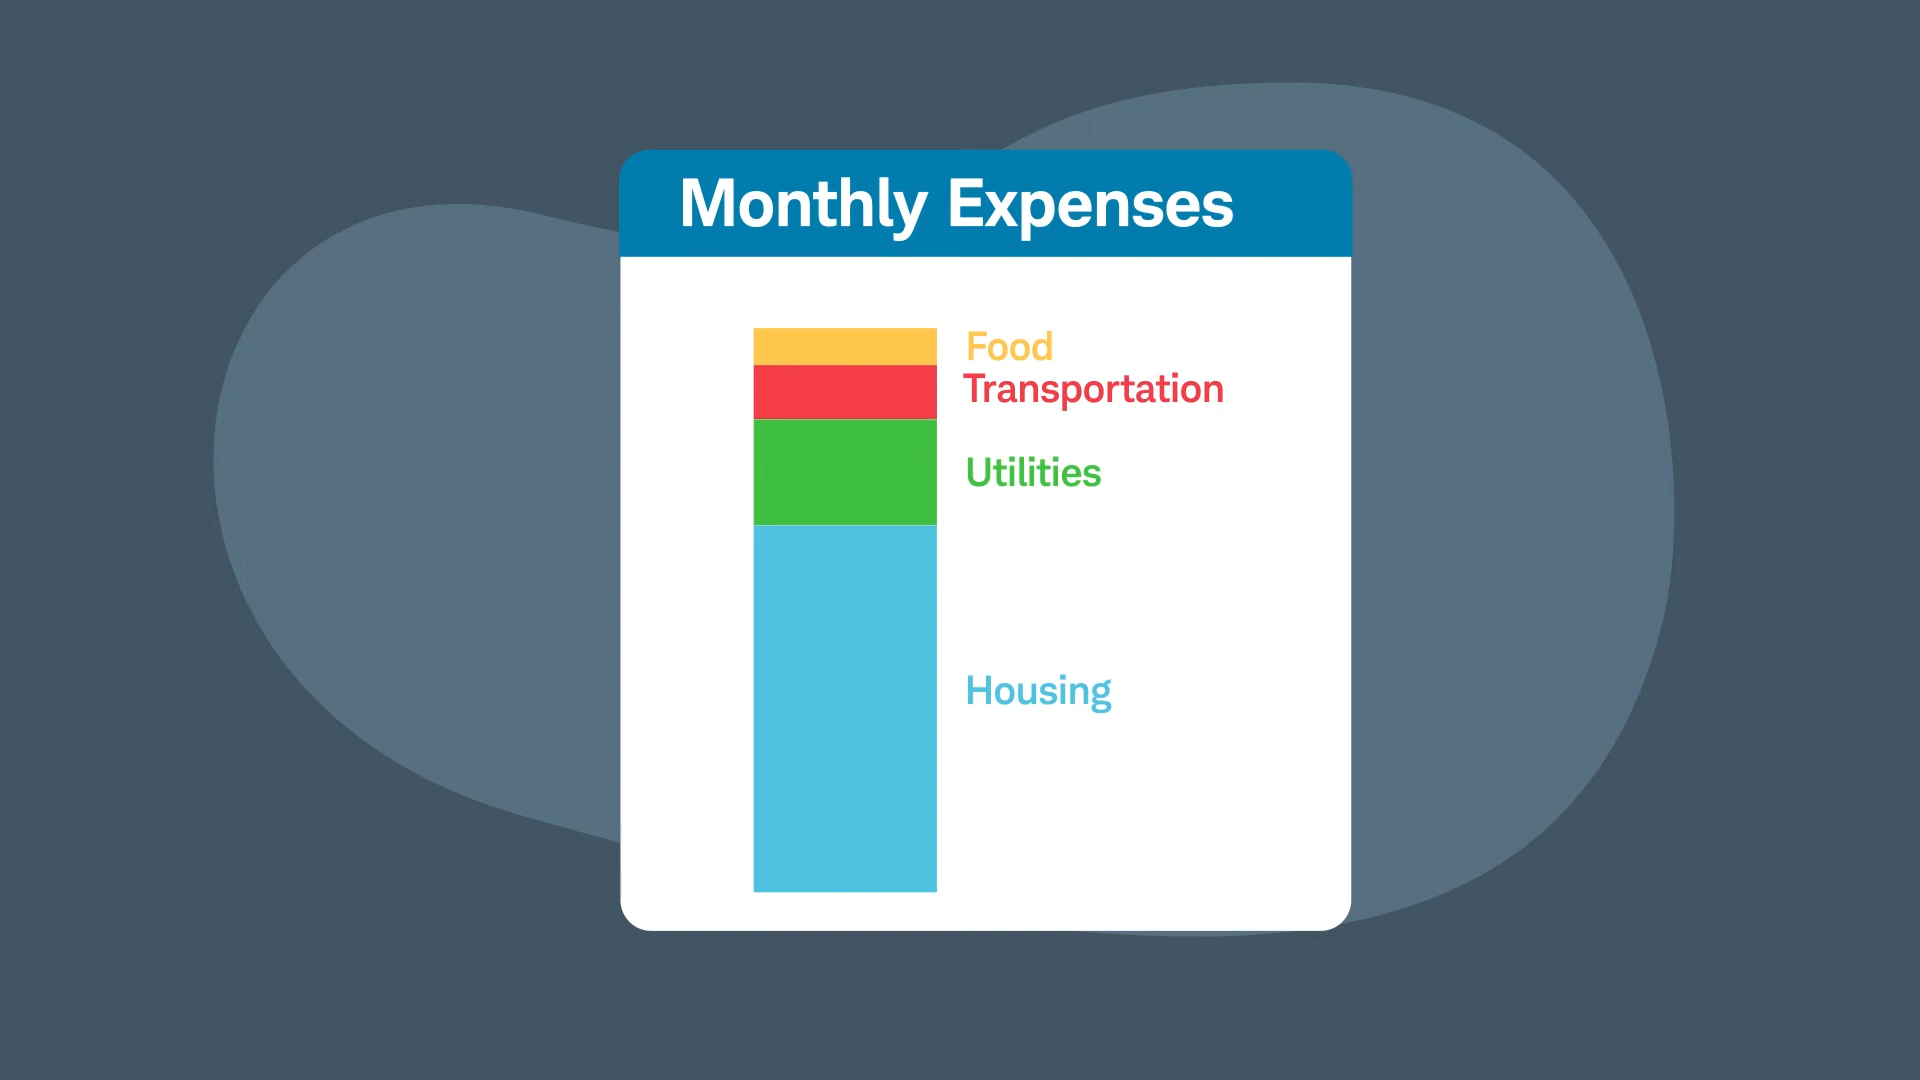 Monthly Expenses
Food
Transportation
Utilities
Housing